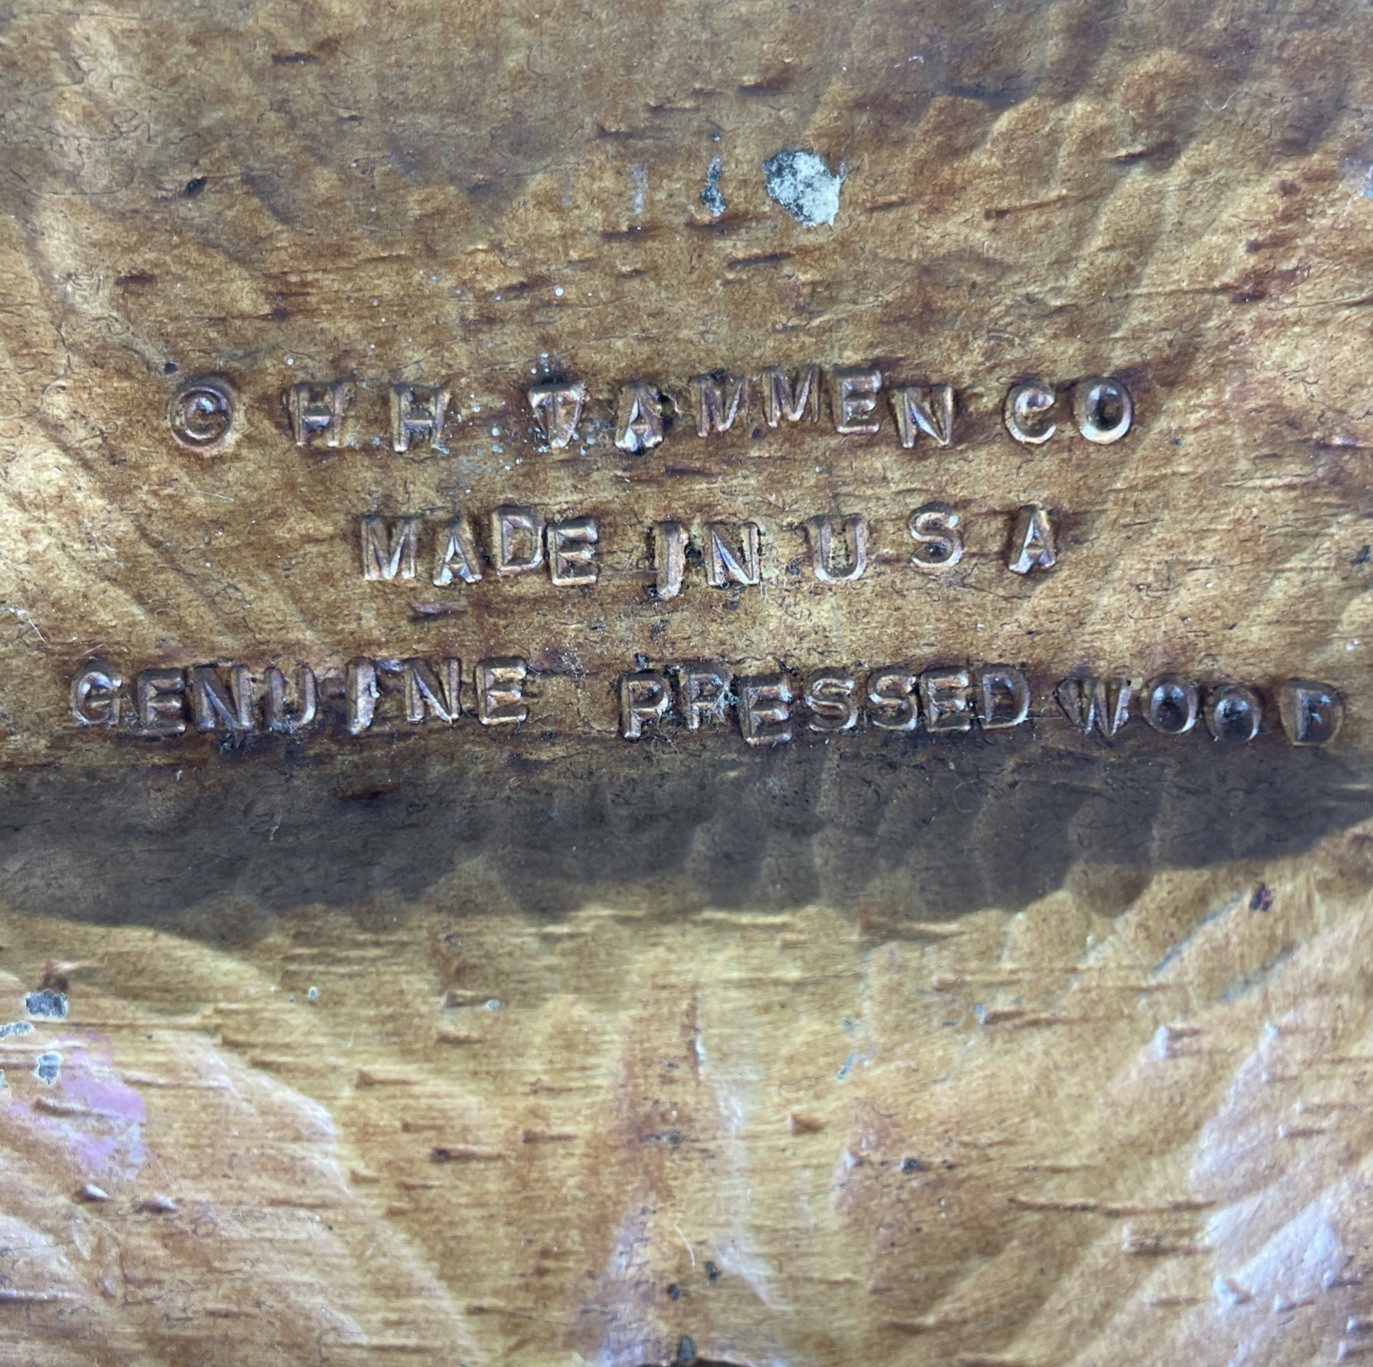 © H H TAMMEN CO
MADE IN U S A
GENUINE PRESSED WOOD